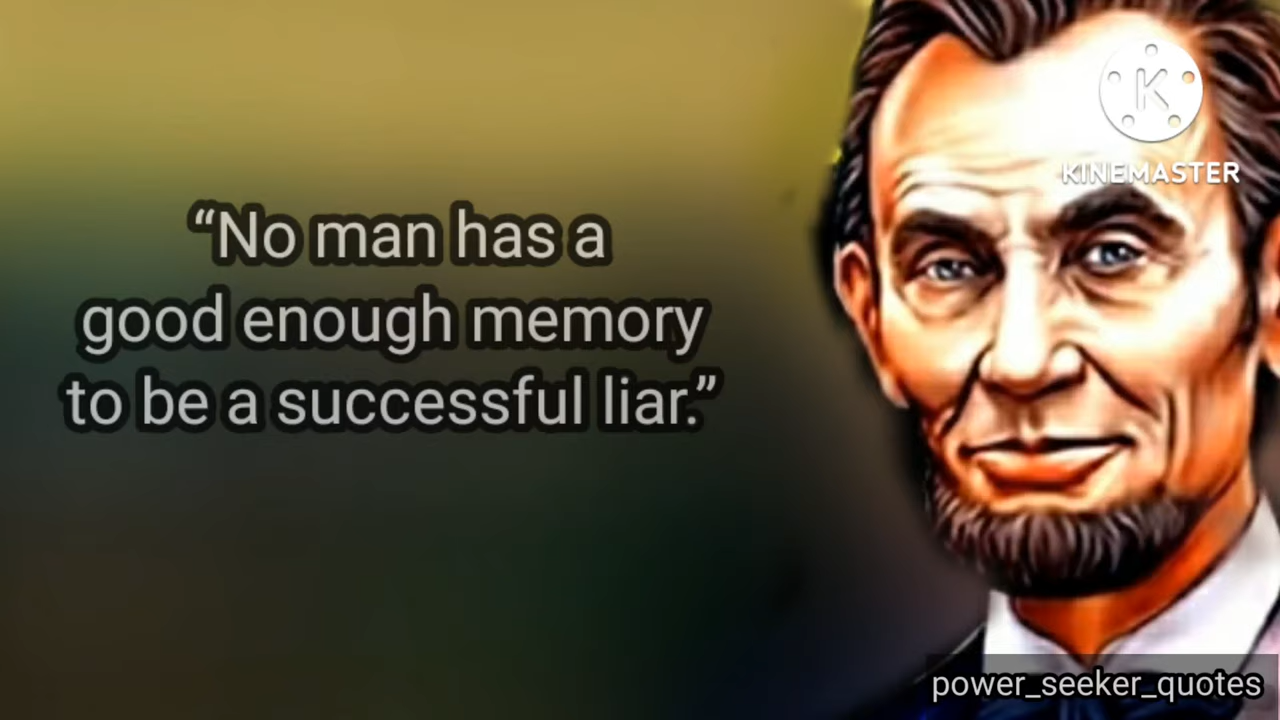 K
KINEMASTER
“No man has a
good enough memory
to be a successful liar.”
power_seeker_quotes